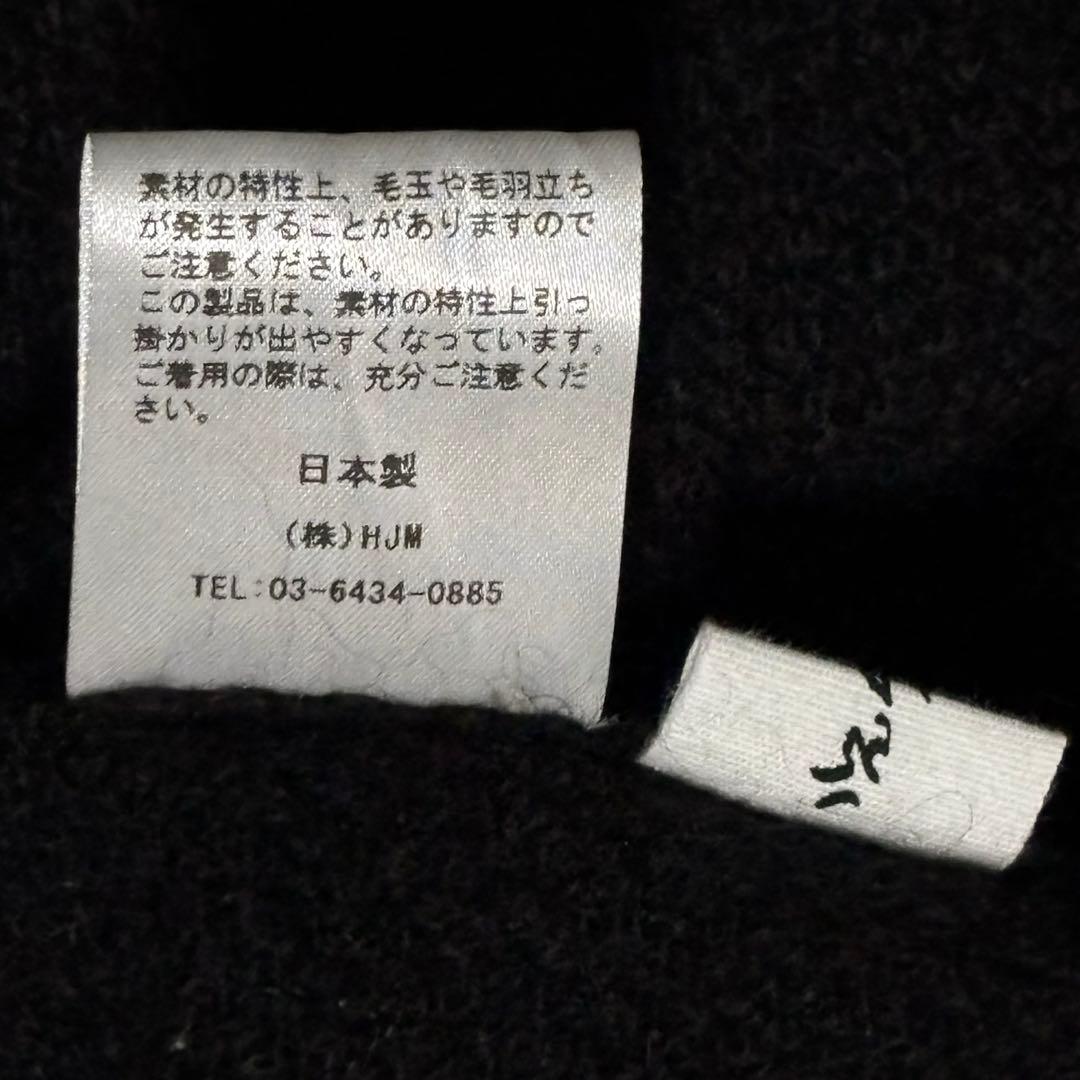 素材の特性上、毛玉や毛羽立ち
が発生することがありますので
ご注意ください。
この製品は、素材の特性上引っ
掛かりが出やすくなっています。
ご着用の際は、充分ご注意くだ
さい。
日本製
(株)HJM
TEL:03-6434-0885